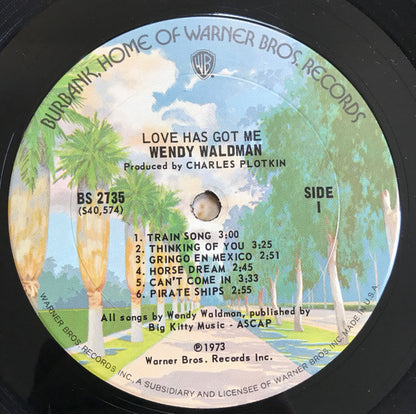 BURBANK, HOME OF WARNER BROS. RECORDS
WB
LOVE HAS GOT ME
WENDY WALDMAN
Produced by CHARLES PLOTKIN
BS 2735
(S40,574)
SIDE
1
1. TRAIN SONG 3:00
2. THINKING OF YOU 3:25
3. GRINGO EN MEXICO 2:51
4. HORSE DREAM 2:45
5. CAN'T COME IN 3:33
6. PIRATE SHIPS 2:55
All songs by Wendy Waldman, published by
Big Kitty Music - ASCAP
℗1973
Warner Bros. Records Inc.
WARNER BROS. RECORDS INC., A SUBSIDIARY AND LICENSEE OF WARNER BROS. INC. MADE IN U.S.A.